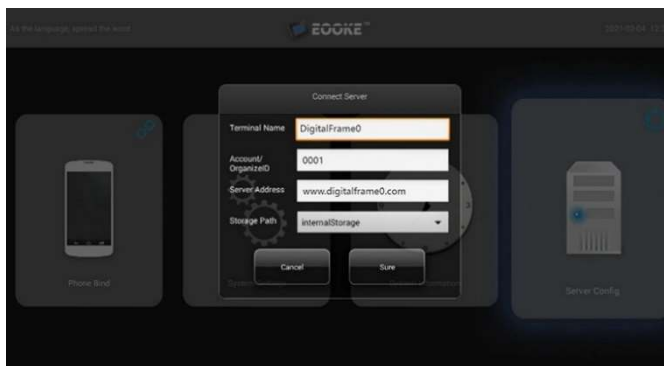 EOOKE™
Connect Server
Terminal Name
DigitalFrame0
Account/
OrganizeID
0001
Server Address
www.digitalframe0.com
Storage Path
internalStorage
Cancel
Sure
Phone Bind
Server Config